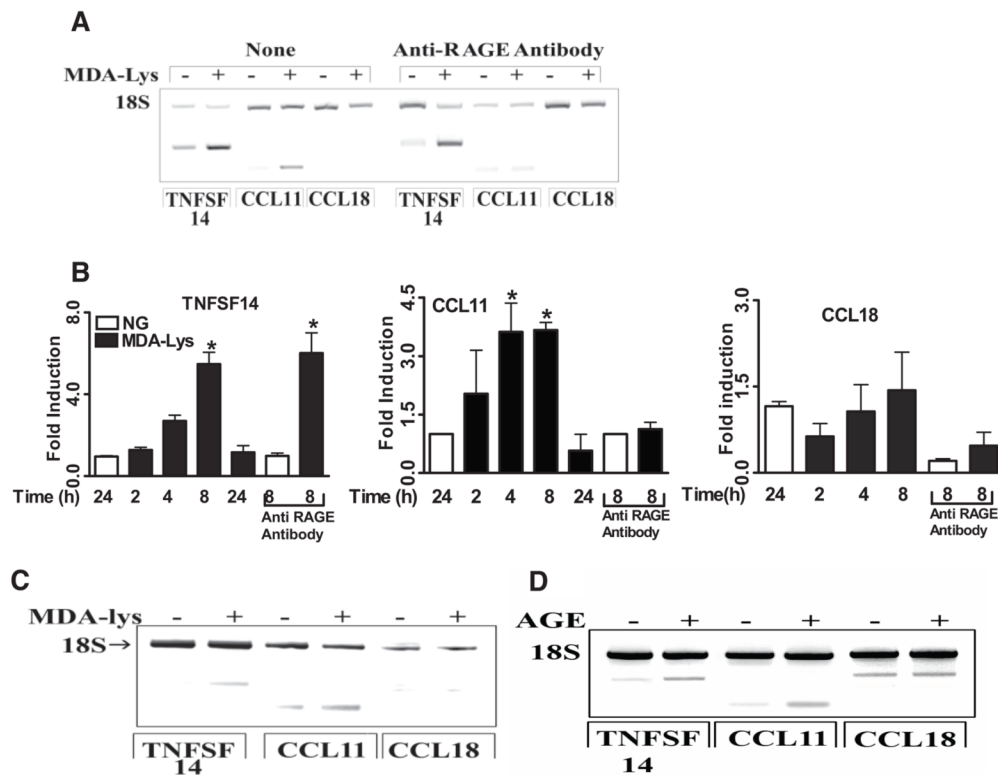 A
None Anti-RAGE Antibody
MDA-Lys - + - + - + - + - + - +
18S
TNFSF
14
CCL11
CCL18
TNFSF
14
CCL11
CCL18
B
TNFSF14
Fold Induction
8.0
4.0
0.0
NG
MDA-Lys
* *
Time (h) 24 2 4 8 24 8 8
Anti RAGE
Antibody
CCL11
Fold Induction
4.5
3.0
1.5
0.0
* *
Time (h) 24 2 4 8 24 8 8
Anti RAGE
Antibody
CCL18
Fold induction
3.0
1.5
0.0
Time(h) 24 2 4 8 8 8
Anti RAGE
Antibody
C
MDA-lys - + - + - +
18S→
TNFSF
14
CCL11
CCL18
D
AGE - + - + - +
18S
TNFSF
14
CCL11
CCL18